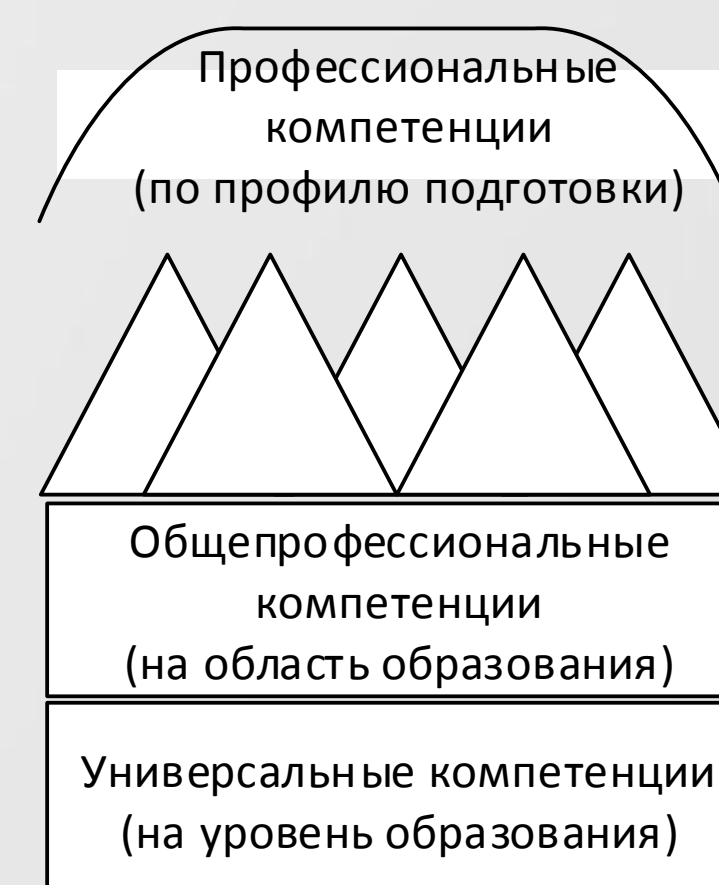 Профессиональные
компетенции
(по профилю подготовки)
Общепрофессиональные
компетенции
(на область образования)
Универсальные компетенции
(на уровень образования)